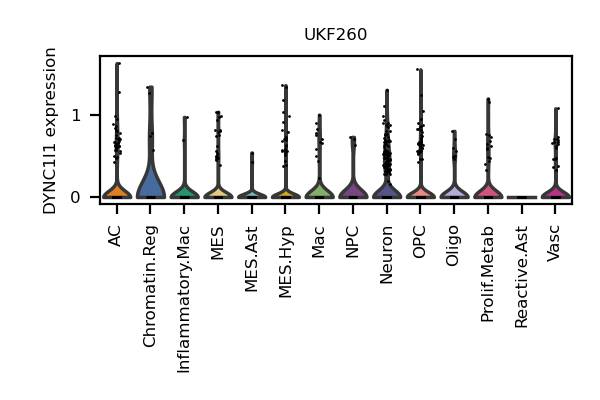 UKF260
DYNC1I1 expression
1
0
AC
Chromatin.Reg
Inflammatory.Mac
MES
MES.Ast
MES.Hyp
Mac
NPC
Neuron
OPC
Oligo
Prolif.Metab
Reactive.Ast
Vasc